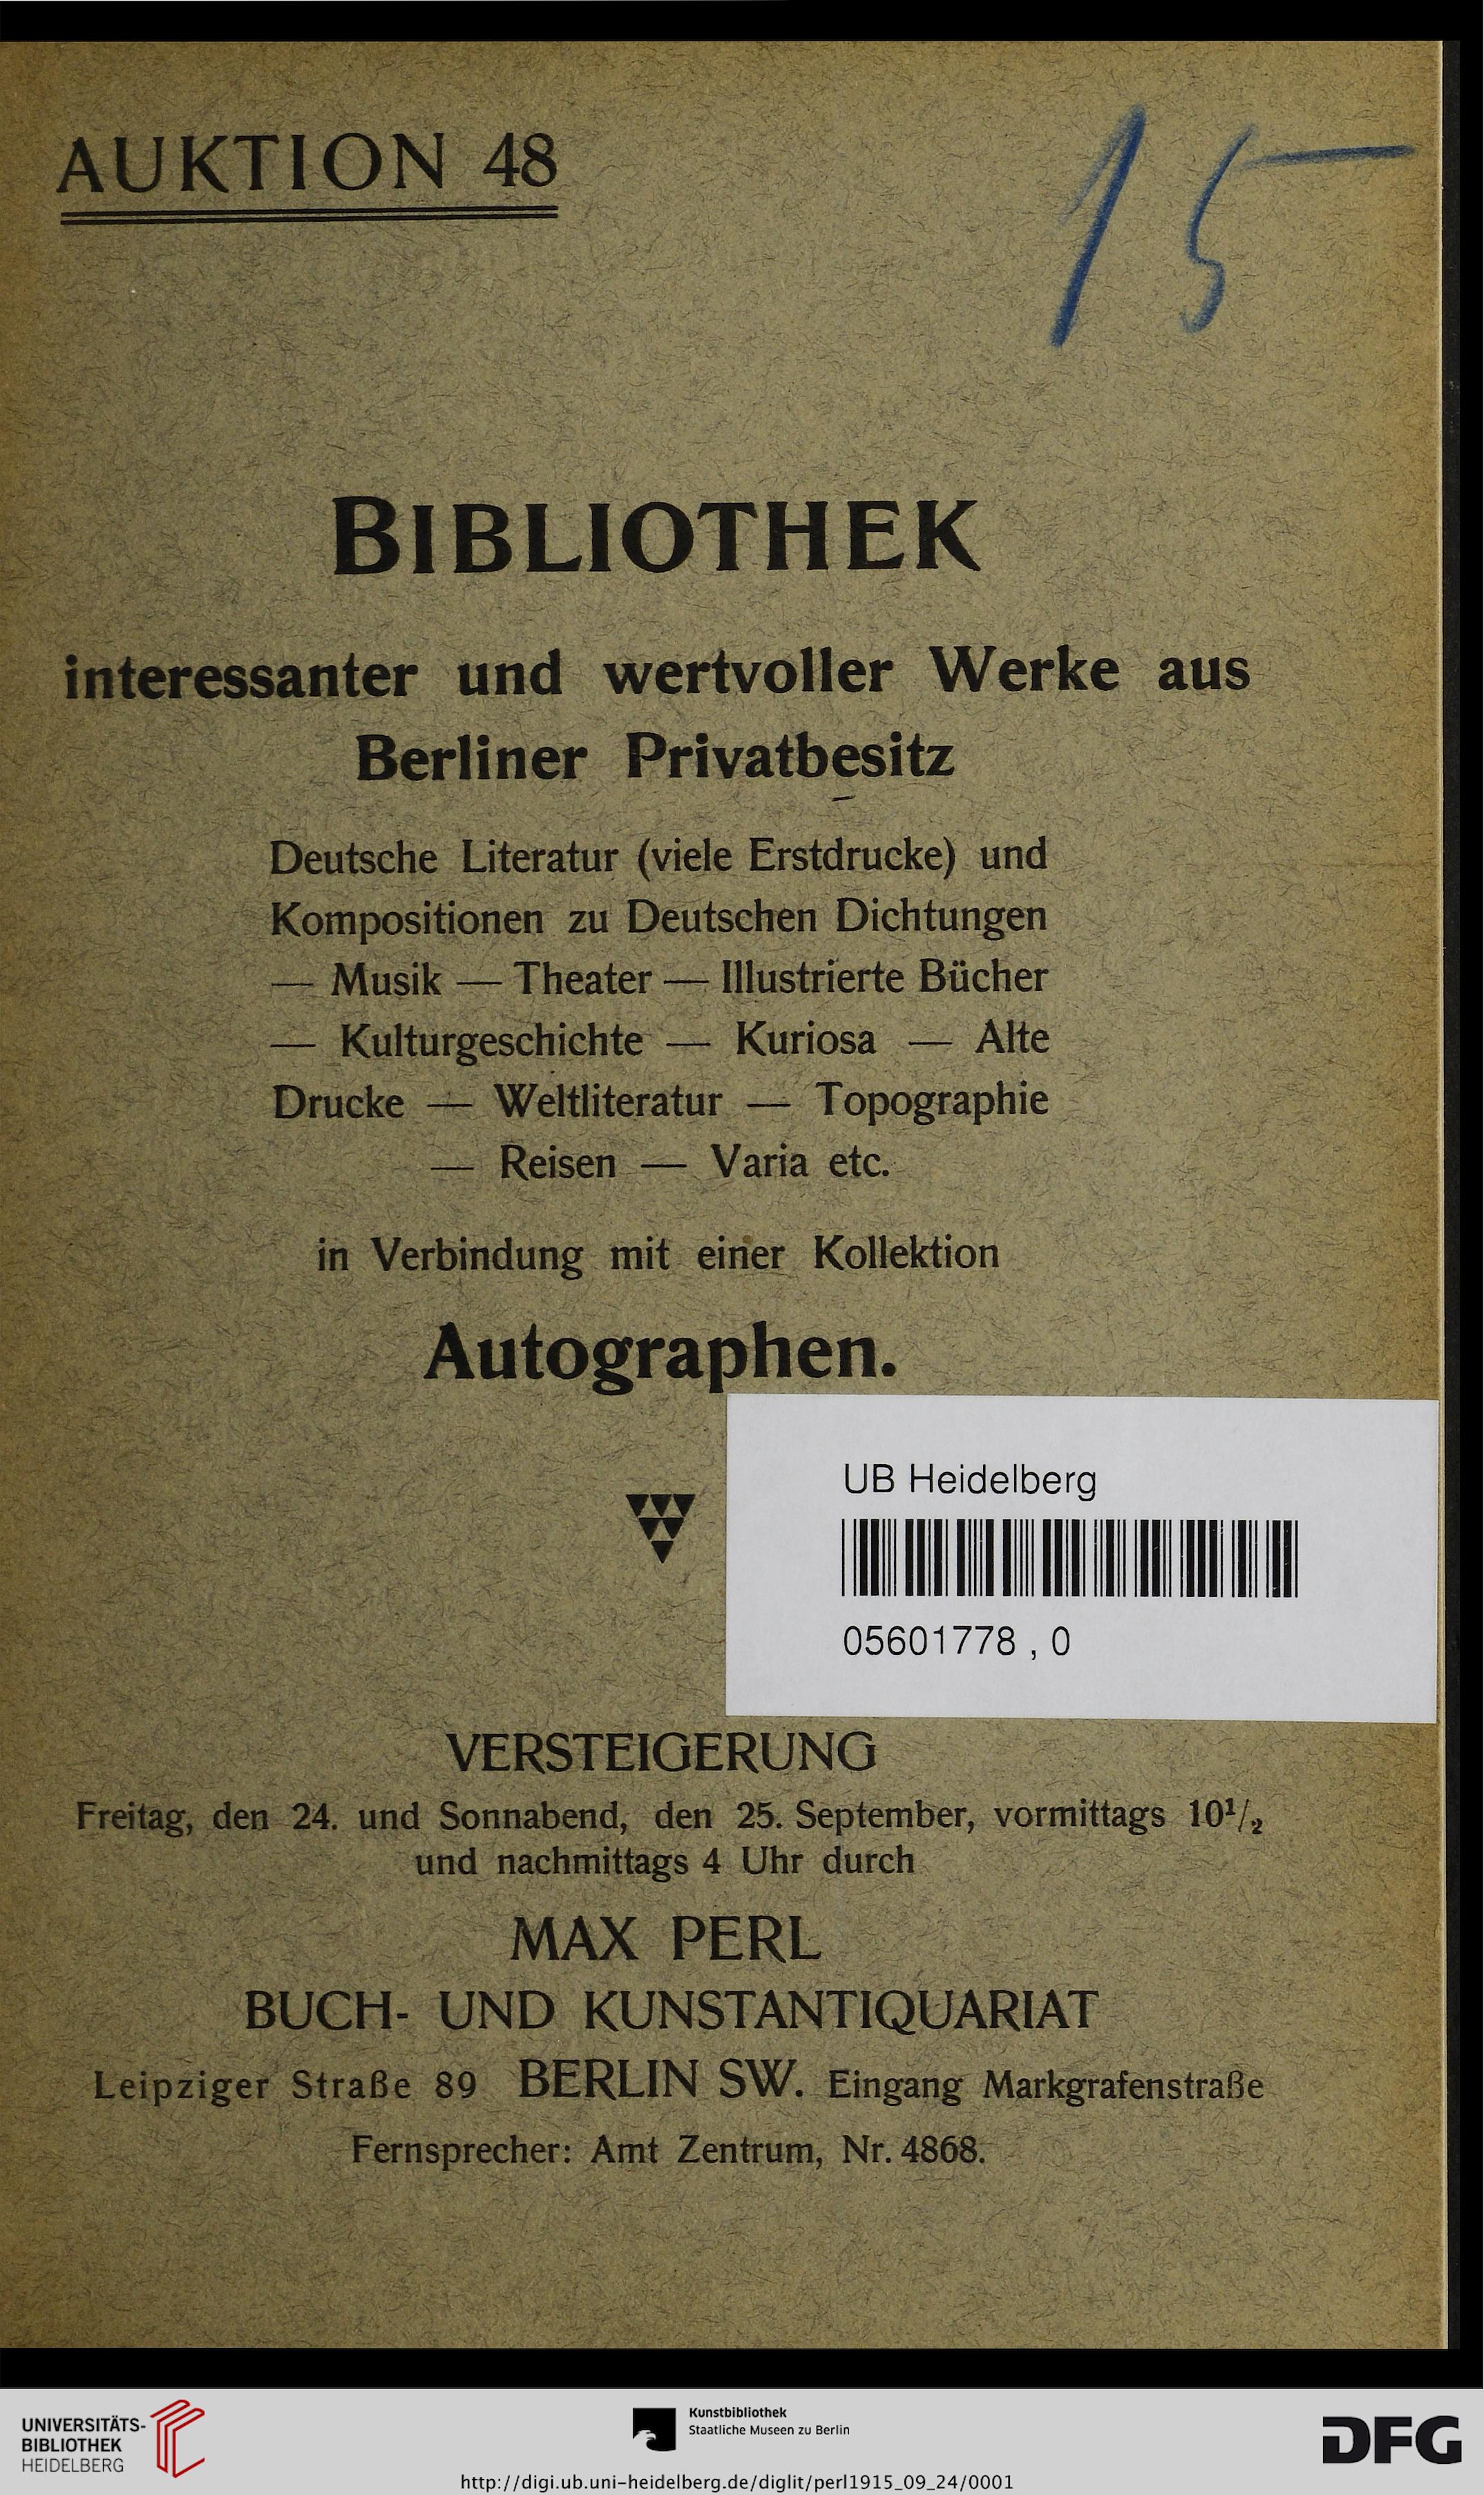 AUKTION 48
15
BIBLIOTHEK
interessanter und wertvoller Werke aus
Berliner Privatbesitz
Deutsche Literatur (viele Erstdrucke) und
Kompositionen zu Deutschen Dichtungen
— Musik — Theater — Illustrierte Bücher
— Kulturgeschichte — Kuriosa — Alte
Drucke — Weltliteratur — Topographie
— Reisen — Varia etc.
in Verbindung mit einer Kollektion
Autographen.
UB Heidelberg
05601778 , 0
VERSTEIGERUNG
Freitag, den 24. und Sonnabend, den 25. September, vormittags 10¹/₂
und nachmittags 4 Uhr durch
MAX PERL
BUCH- UND KUNSTANTIQUARIAT
Leipziger Straße 89 BERLIN SW. Eingang Markgrafenstraße
Fernsprecher: Amt Zentrum, Nr. 4868.
UNIVERSITÄTS-
BIBLIOTHEK
HEIDELBERG
Kunstbibliothek
Staatliche Museen zu Berlin
DFG
http://digi.ub.uni-heidelberg.de/diglit/perl1915_09_24/0001